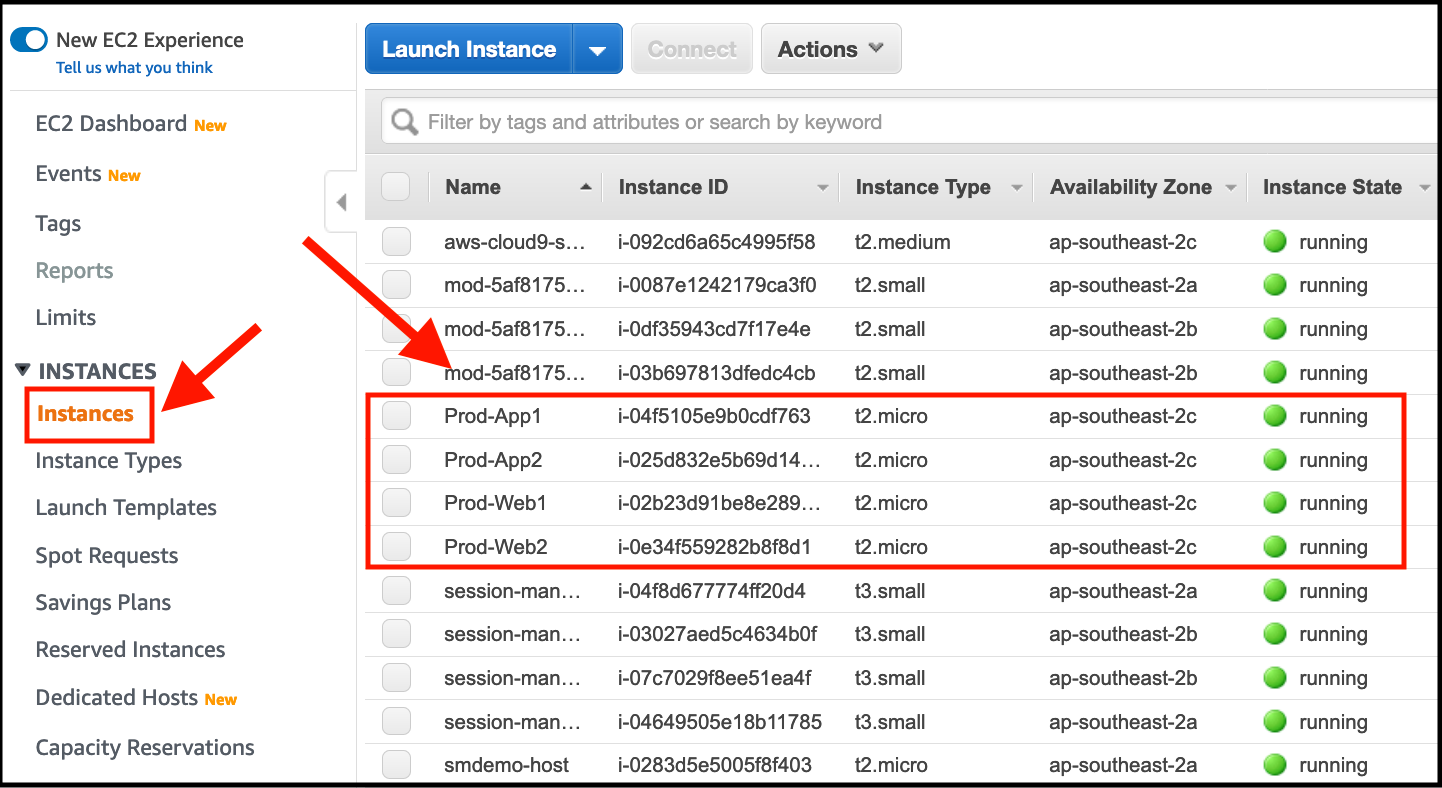 New EC2 Experience
Tell us what you think
EC2 Dashboard New
Events New
Tags
Reports
Limits
INSTANCES
Instances
Instance Types
Launch Templates
Spot Requests
Savings Plans
Reserved Instances
Dedicated Hosts New
Capacity Reservations
Launch Instance Connect Actions
Filter by tags and attributes or search by keyword
Name Instance ID Instance Type Availability Zone Instance State
aws-cloud9-s... i-092cd6a65c4995f58 t2.medium ap-southeast-2c running
mod-5af8175... i-0087e1242179ca3f0 t2.small ap-southeast-2a running
mod-5af8175... i-0df35943cd7f17e4e t2.small ap-southeast-2b running
mod-5af8175... i-03b697813dfedc4cb t2.small ap-southeast-2b running
Prod-App1 i-04f5105e9b0cdf763 t2.micro ap-southeast-2c running
Prod-App2 i-025d832e5b69d14... t2.micro ap-southeast-2c running
Prod-Web1 i-02b23d91be8e289... t2.micro ap-southeast-2c running
Prod-Web2 i-0e34f559282b8f8d1 t2.micro ap-southeast-2c running
session-man... i-04f8d677774ff20d4 t3.small ap-southeast-2a running
session-man... i-03027aed5c4634b0f t3.small ap-southeast-2b running
session-man... i-07c7029f8ee51ea4f t3.small ap-southeast-2b running
session-man... i-04649505e18b11785 t3.small ap-southeast-2a running
smdemo-host i-0283d5e5005f8f403 t2.micro ap-southeast-2a running